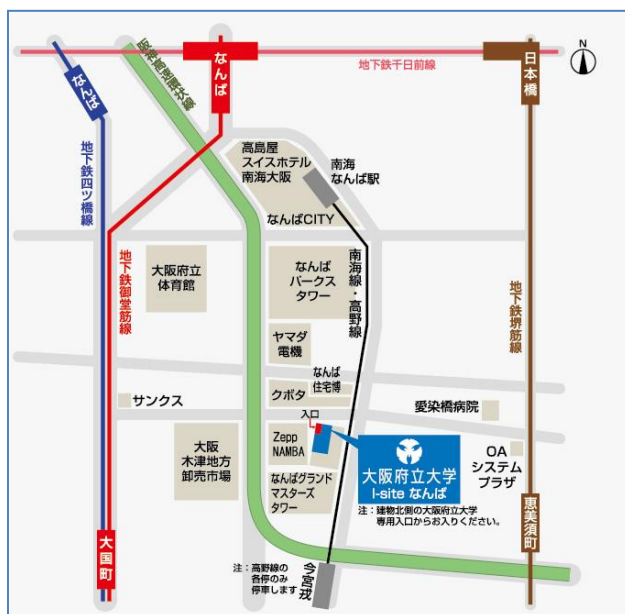 なんば
阪神高速環状線
なんば
地下鉄千日前線
日本橋
N
高島屋
スイスホテル
南海大阪
南海
なんば駅
なんばCITY
地下鉄四ツ橋線
地下鉄御堂筋線
大阪府立
体育館
なんば
パークス
タワー
南海線・高野線
地下鉄堺筋線
ヤマダ
電機
なんば
住宅博
クボタ
サンクス
入口
愛染橋病院
大阪
木津地方
卸売市場
Zepp
NAMBA
大阪府立大学
I-site なんば
OA
システム
プラザ
なんばグランド
マスターズ
タワー
注：建物北側の大阪府立大学
専用入口からお入りください。
大国町
恵美須町
注：高野線の
各停のみ
停車します
今宮戎